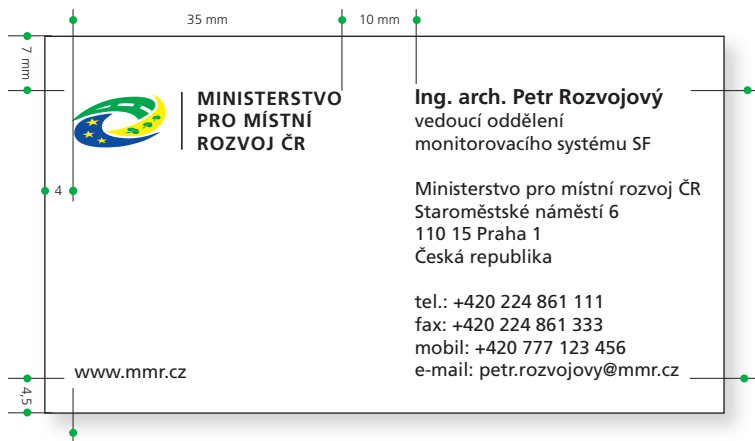 35 mm
10 mm
7 mm
MINISTERSTVO
PRO MÍSTNÍ
ROZVOJ ČR
4
www.mmr.cz
4,5
Ing. arch. Petr Rozvojový
vedoucí oddělení
monitorovacího systému SF
Ministerstvo pro místní rozvoj ČR
Staroměstské náměstí 6
110 15 Praha 1
Česká republika
tel.: +420 224 861 111
fax: +420 224 861 333
mobil: +420 777 123 456
e-mail: petr.rozvojovy@mmr.cz